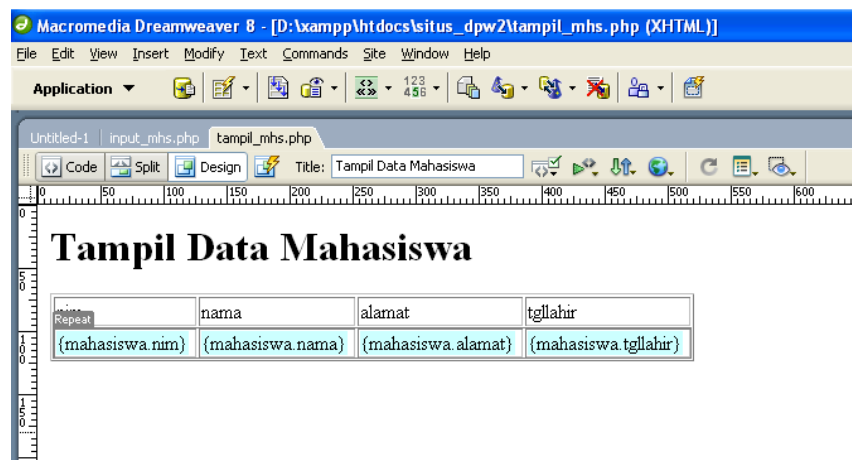 Macromedia Dreamweaver 8 - [D:\xampp\htdocs\situs_dpw2\tampil_mhs.php (XHTML)]
File Edit View Insert Modify Text Commands Site Window Help
Application
Untitled-1 input_mhs.php tampil_mhs.php
Code Split Design Title: Tampil Data Mahasiswa
0 50 100 150 200 250 300 350 400 450 500 550 600
Tampil Data Mahasiswa
nim nama alamat tgllahir
Repeat
{mahasiswa.nim} {mahasiswa.nama} {mahasiswa.alamat} {mahasiswa.tgllahir}